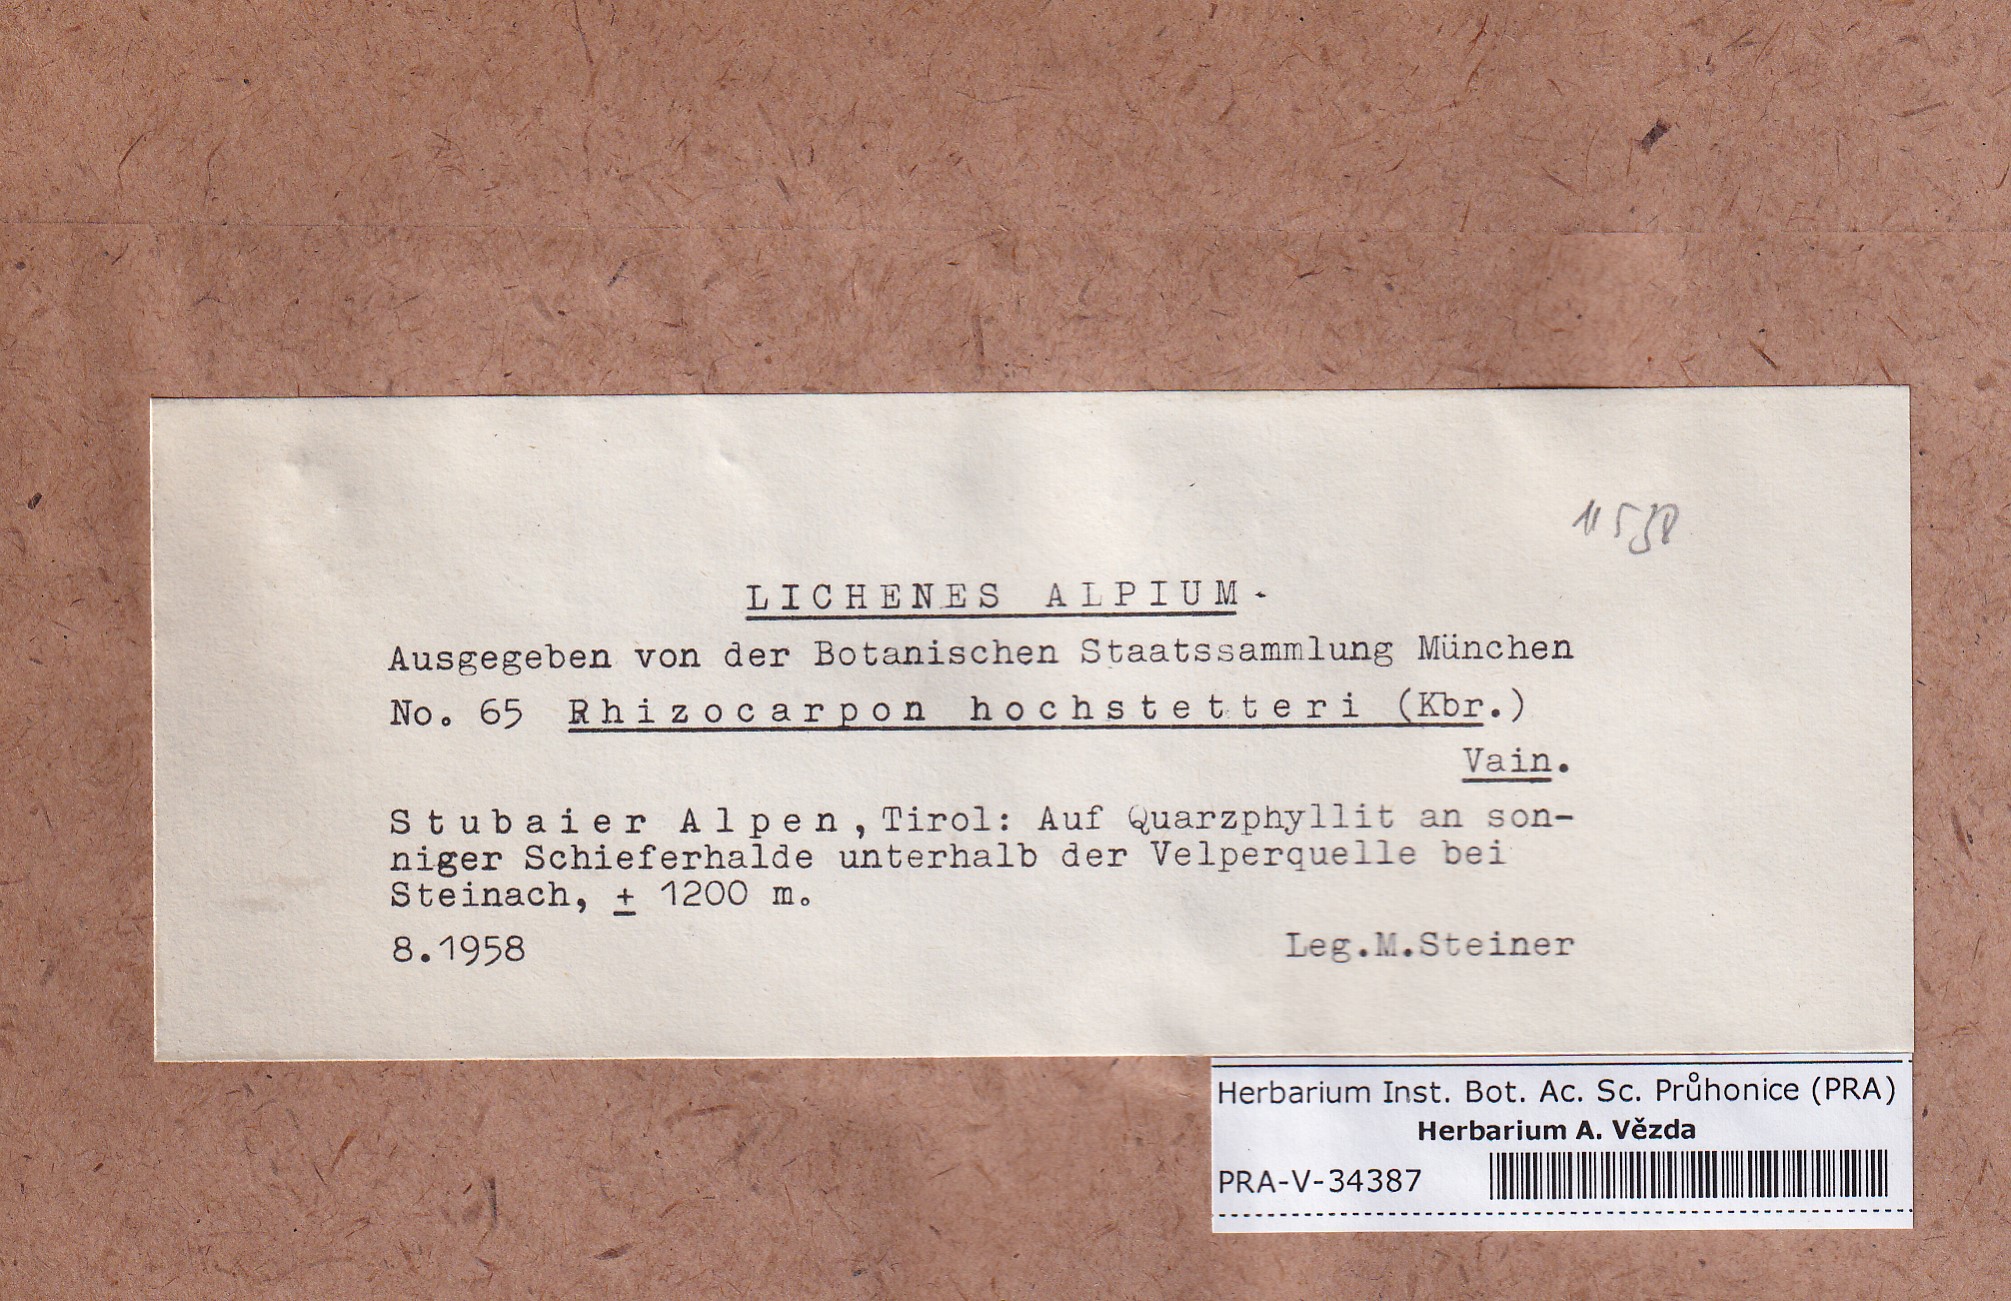 LICHENES ALPIUM.
Ausgegeben von der Botanischen Staatssammlung München
No. 65 Rhizocarpon hochstetteri (Kbr.)
Vain.
Stubaier Alpen, Tirol: Auf Quarzphyllit an son-
niger Schieferhalde unterhalb der Velperquelle bei
Steinach, ± 1200 m.
8.1958 Leg.M.Steiner
Herbarium Inst. Bot. Ac. Sc. Průhonice (PRA)
Herbarium A. Vězda
PRA-V-34387